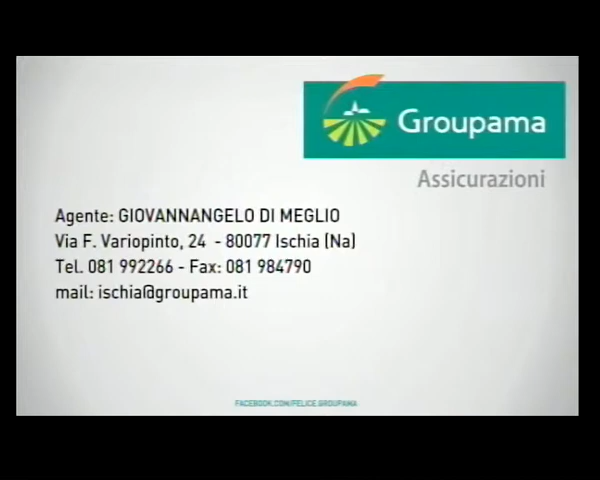 Groupama
Assicurazioni
Agente: GIOVANNANGELO DI MEGLIO
Via F. Variopinto, 24 - 80077 Ischia (Na)
Tel. 081 992266 - Fax: 081 984790
mail: ischia@groupama.it
FACEBOOK.COM/FELICE.GROUPAMA